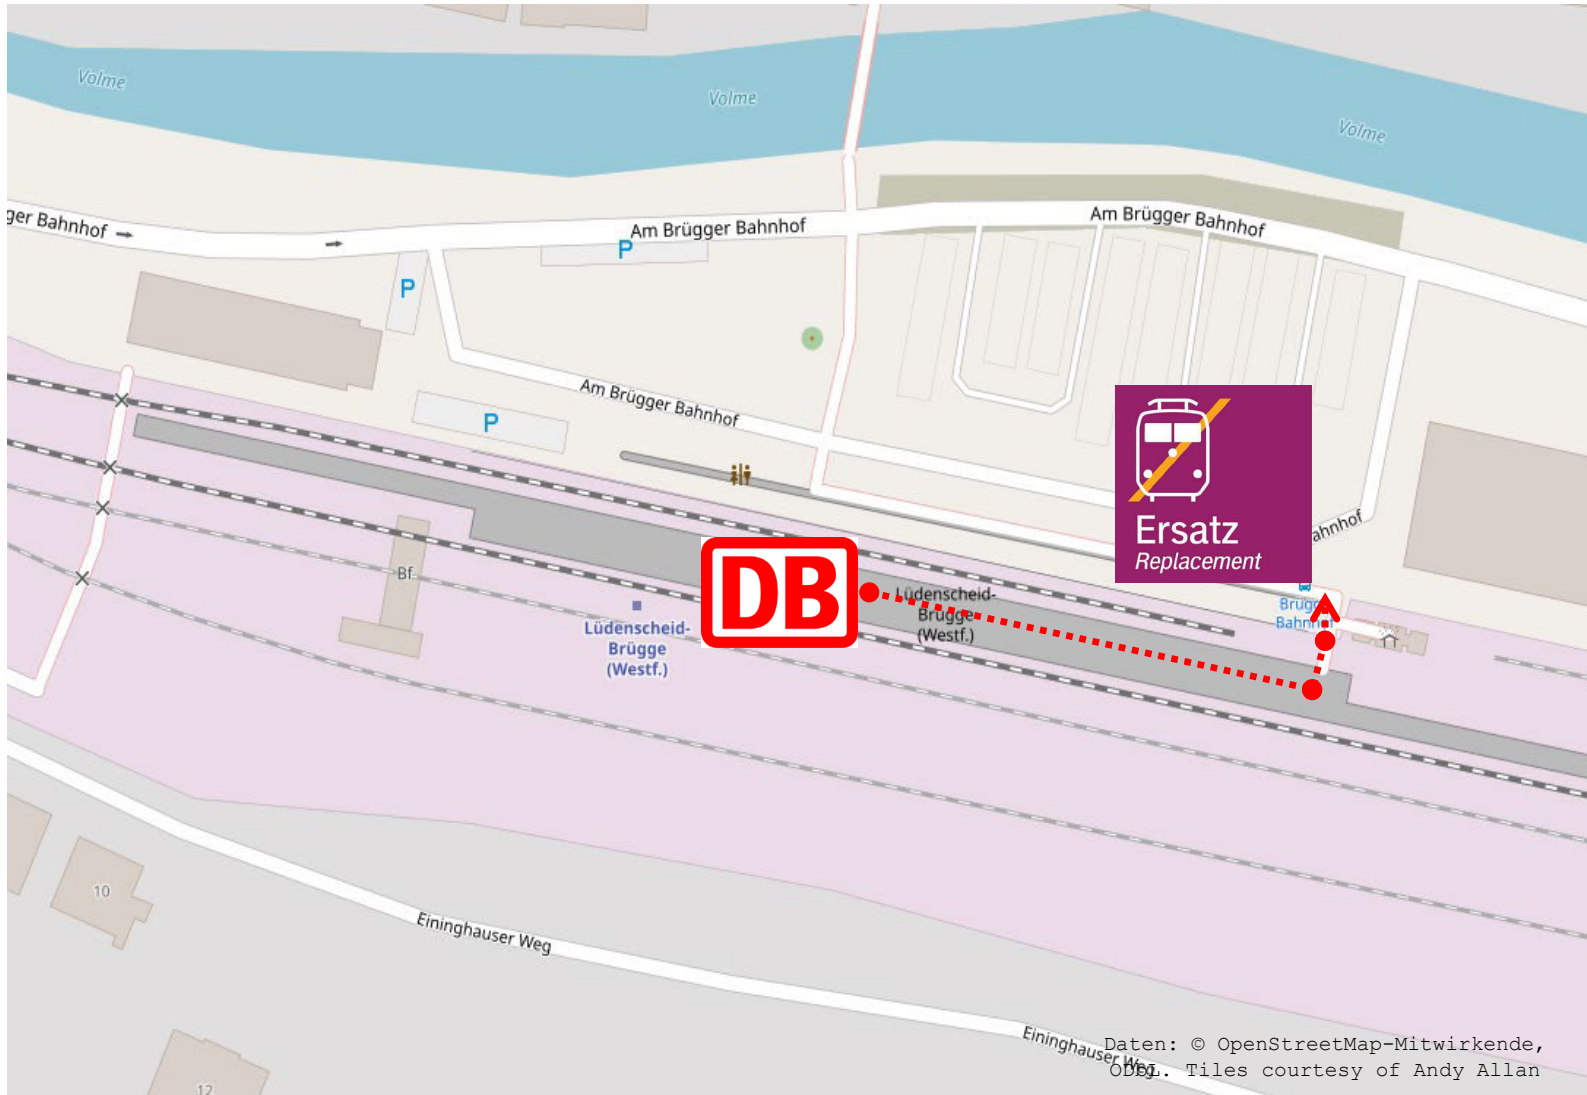 Volme
Volme
Volme
ger Bahnhof
Am Brügger Bahnhof
Am Brügger Bahnhof
P
P
Am Brügger Bahnhof
P
Ersatz
Replacement
ahnhof
Bf
DB
Lüdenscheid-
Brügge
(Westf.)
Lüdenscheid-
Brügge
(Westf.)
Brügg
Bahnhof
10
Eininghauser Weg
Eininghauser Weg
12
Daten: © OpenStreetMap-Mitwirkende,
ODbL. Tiles courtesy of Andy Allan